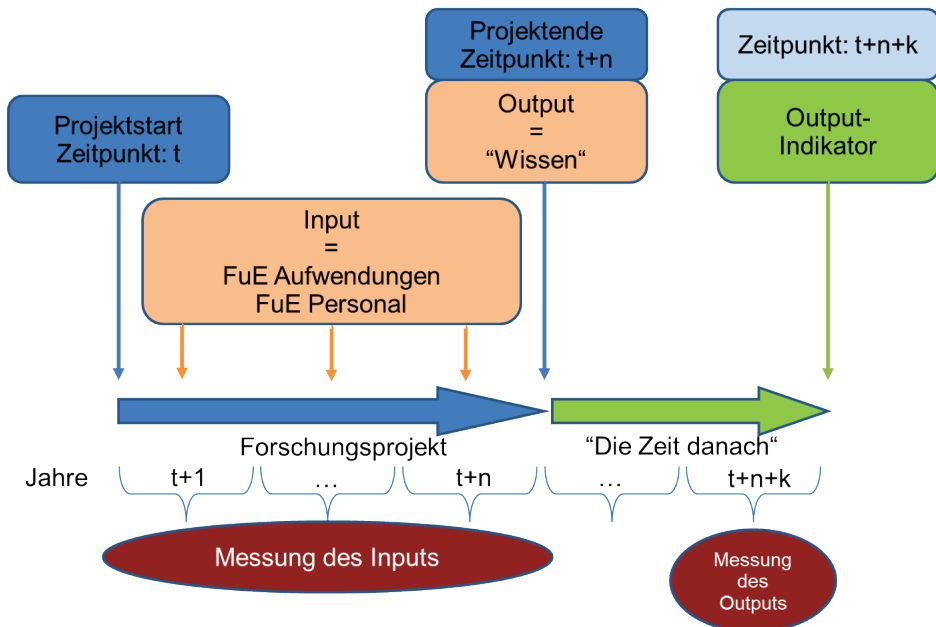 Projektstart
Zeitpunkt: t
Projektende
Zeitpunkt: t+n
Output
=
“Wissen“
Zeitpunkt: t+n+k
Output-
Indikator
Input
=
FuE Aufwendungen
FuE Personal
Forschungsprojekt
“Die Zeit danach“
Jahre
t+1
...
t+n
...
t+n+k
Messung des Inputs
Messung
des
Outputs